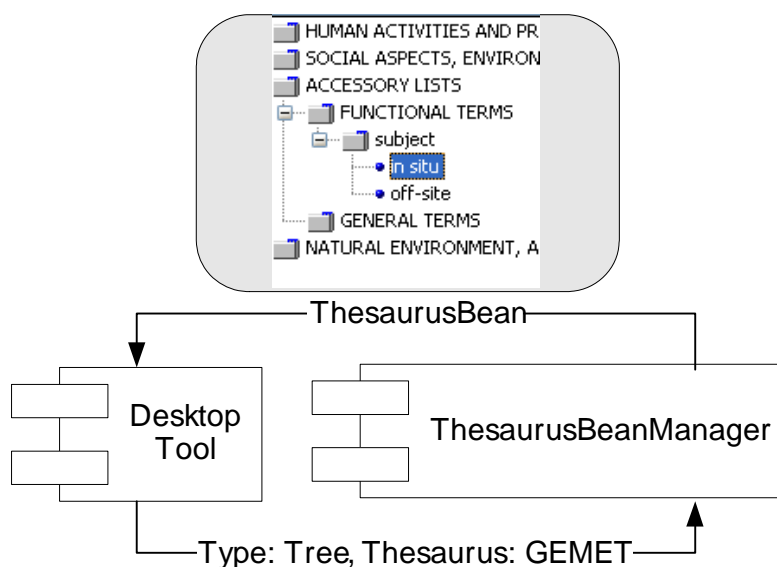 HUMAN ACTIVITIES AND PR
SOCIAL ASPECTS, ENVIRON
ACCESSORY LISTS
FUNCTIONAL TERMS
subject
in situ
off-site
GENERAL TERMS
NATURAL ENVIRONMENT, A
ThesaurusBean
Desktop
Tool
ThesaurusBeanManager
Type: Tree, Thesaurus: GEMET